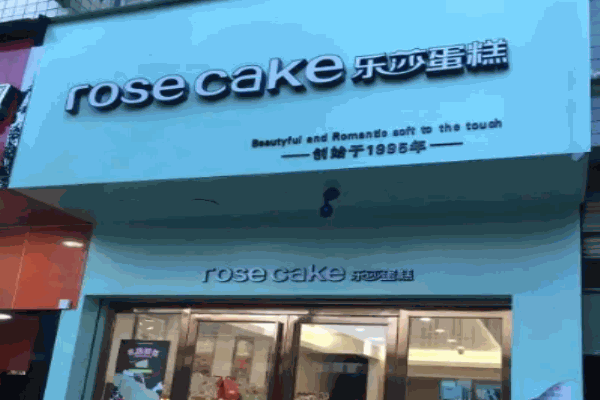 rose cake 乐莎蛋糕
Beautyful and Romantic soft to the touch
创始于1995年
rose cake 乐莎蛋糕